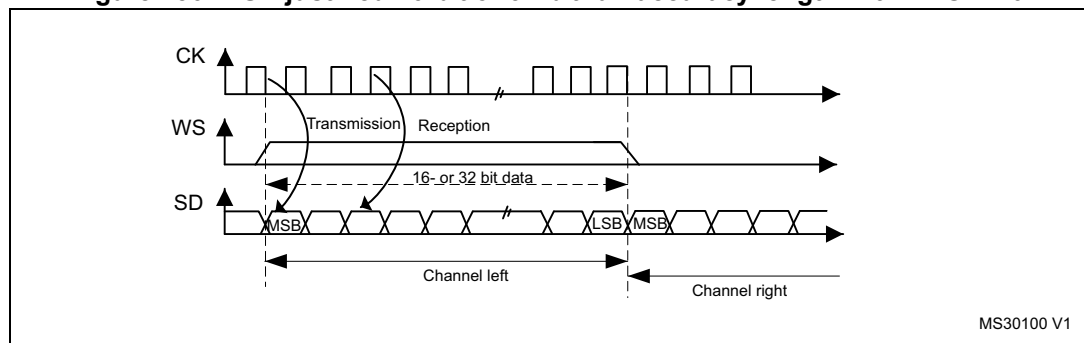 CK
WS
Transmission
Reception
16- or 32 bit data
SD
MSB
LSB
MSB
Channel left
Channel right
MS30100 V1